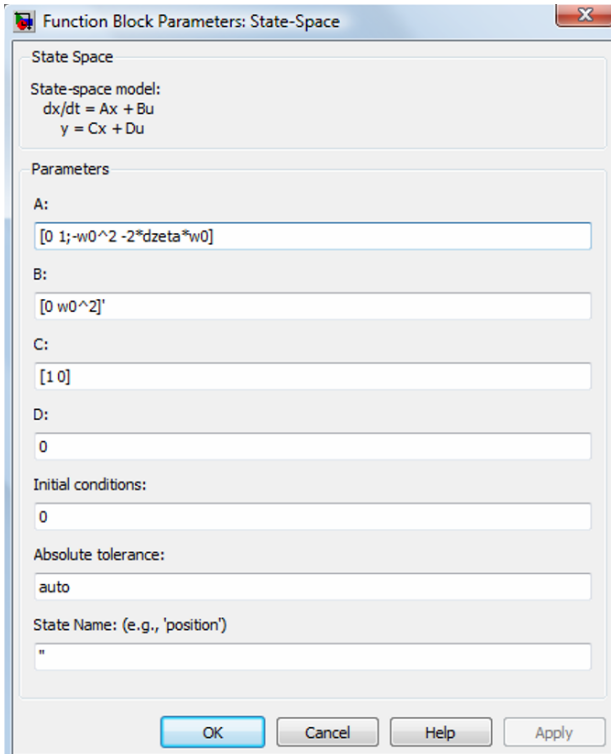 Function Block Parameters: State-Space
State Space
State-space model:
dx/dt = Ax + Bu
y = Cx + Du
Parameters
A:
[0 1;-w0^2 -2*dzeta*w0]
B:
[0 w0^2]'
C:
[1 0]
D:
0
Initial conditions:
0
Absolute tolerance:
auto
State Name: (e.g., 'position')
''
OK Cancel Help Apply